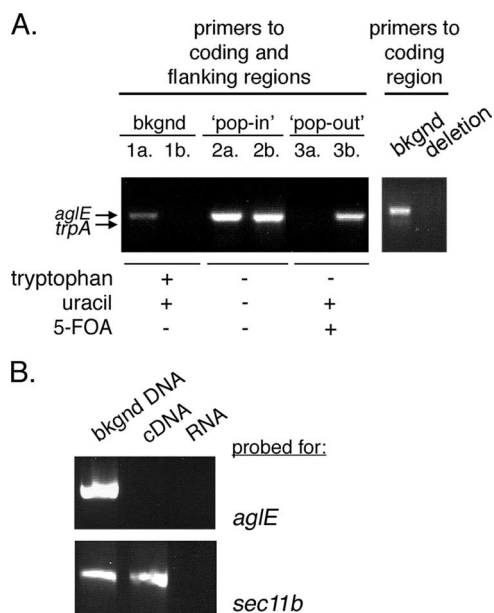 A.
primers to coding and flanking regions
primers to coding region
bkgnd 'pop-in' 'pop-out'
1a. 1b. 2a. 2b. 3a. 3b.
bkgnd deletion
aglE
trpA
tryptophan + - -
uracil + - +
5-FOA - - +
B.
bkgnd DNA cDNA RNA
probed for:
aglE
sec11b